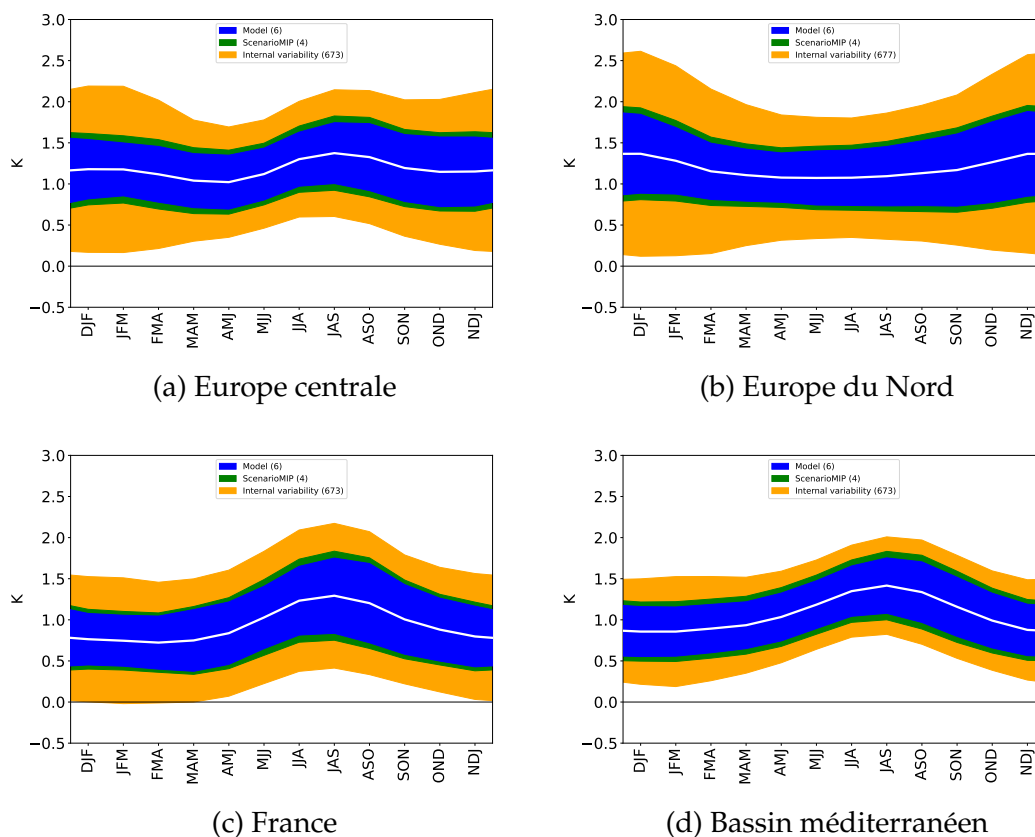 3.0
2.5
2.0
1.5
1.0
0.5
0.0
−0.5
K
Model (6)
ScenarioMIP (4)
Internal variability (673)
DJF
JFM
FMA
MAM
AMJ
MJJ
JJA
JAS
ASO
SON
OND
NDJ
(a) Europe centrale
3.0
2.5
2.0
1.5
1.0
0.5
0.0
−0.5
K
Model (6)
ScenarioMIP (4)
Internal variability (677)
DJF
JFM
FMA
MAM
AMJ
MJJ
JJA
JAS
ASO
SON
OND
NDJ
(b) Europe du Nord
3.0
2.5
2.0
1.5
1.0
0.5
0.0
−0.5
K
Model (6)
ScenarioMIP (4)
Internal variability (673)
DJF
JFM
FMA
MAM
AMJ
MJJ
JJA
JAS
ASO
SON
OND
NDJ
(c) France
3.0
2.5
2.0
1.5
1.0
0.5
0.0
−0.5
K
Model (6)
ScenarioMIP (4)
Internal variability (673)
DJF
JFM
FMA
MAM
AMJ
MJJ
JJA
JAS
ASO
SON
OND
NDJ
(d) Bassin méditerranéen